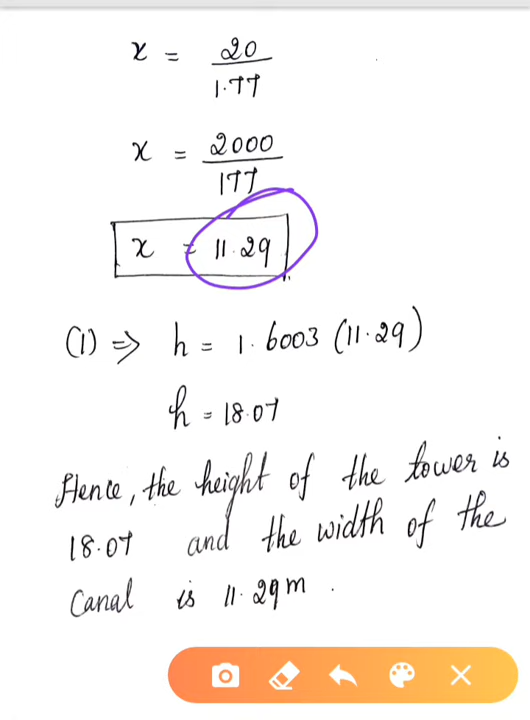 x = 20
1.77
x = 2000
177
x = 11.29
(1) ⇒ h = 1.6003 (11.29)
h = 18.07
Hence, the height of the tower is
18.07 and the width of the
Canal is 11.29m.